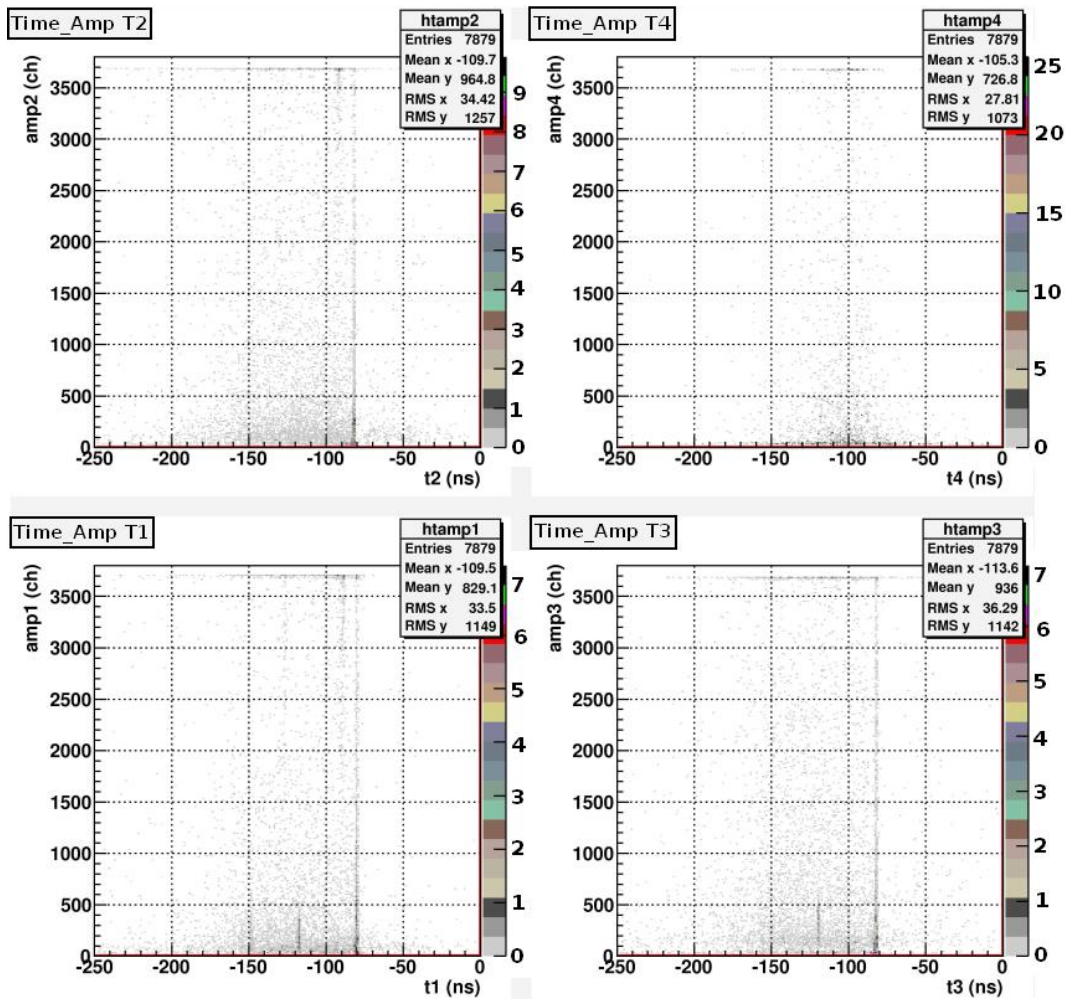 Time_Amp T2
htamp2
Entries 7879
Mean x -109.7
Mean y 964.8
RMS x 34.42
RMS y 1257
amp2 (ch)
3500
3000
2500
2000
1500
1000
500
0
-250 -200 -150 -100 -50 0
t2 (ns)
9
8
7
6
5
4
3
2
1
0
Time_Amp T4
htamp4
Entries 7879
Mean x -105.3
Mean y 726.8
RMS x 27.81
RMS y 1073
amp4 (ch)
3500
3000
2500
2000
1500
1000
500
0
-250 -200 -150 -100 -50 0
t4 (ns)
25
20
15
10
5
0
Time_Amp T1
htamp1
Entries 7879
Mean x -109.5
Mean y 829.1
RMS x 33.5
RMS y 1149
amp1 (ch)
3500
3000
2500
2000
1500
1000
500
0
-250 -200 -150 -100 -50 0
t1 (ns)
7
6
5
4
3
2
1
0
Time_Amp T3
htamp3
Entries 7879
Mean x -113.6
Mean y 936
RMS x 36.29
RMS y 1142
amp3 (ch)
3500
3000
2500
2000
1500
1000
500
0
-250 -200 -150 -100 -50 0
t3 (ns)
7
6
5
4
3
2
1
0